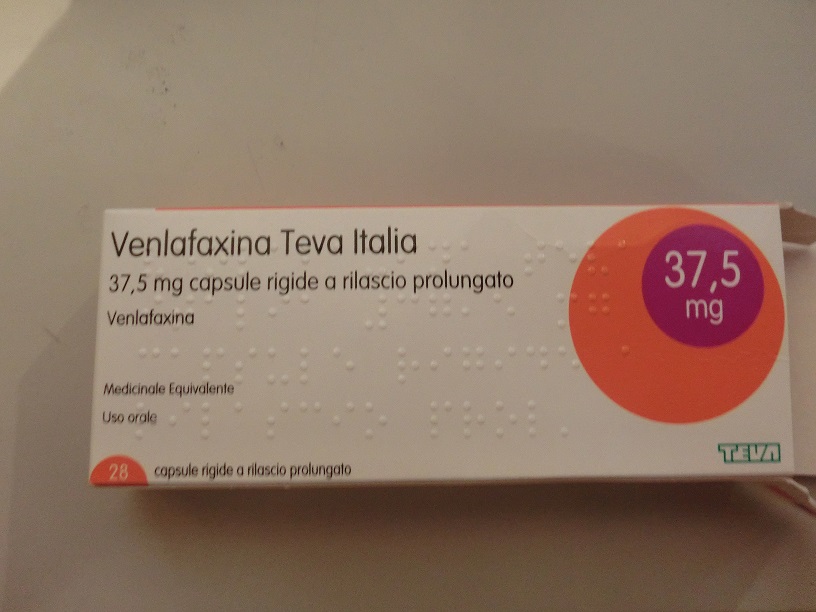 Venlafaxina Teva Italia
37,5 mg capsule rigide a rilascio prolungato
Venlafaxina
37,5
mg
Medicinale Equivalente
Uso orale
TEVA
28 capsule rigide a rilascio prolungato